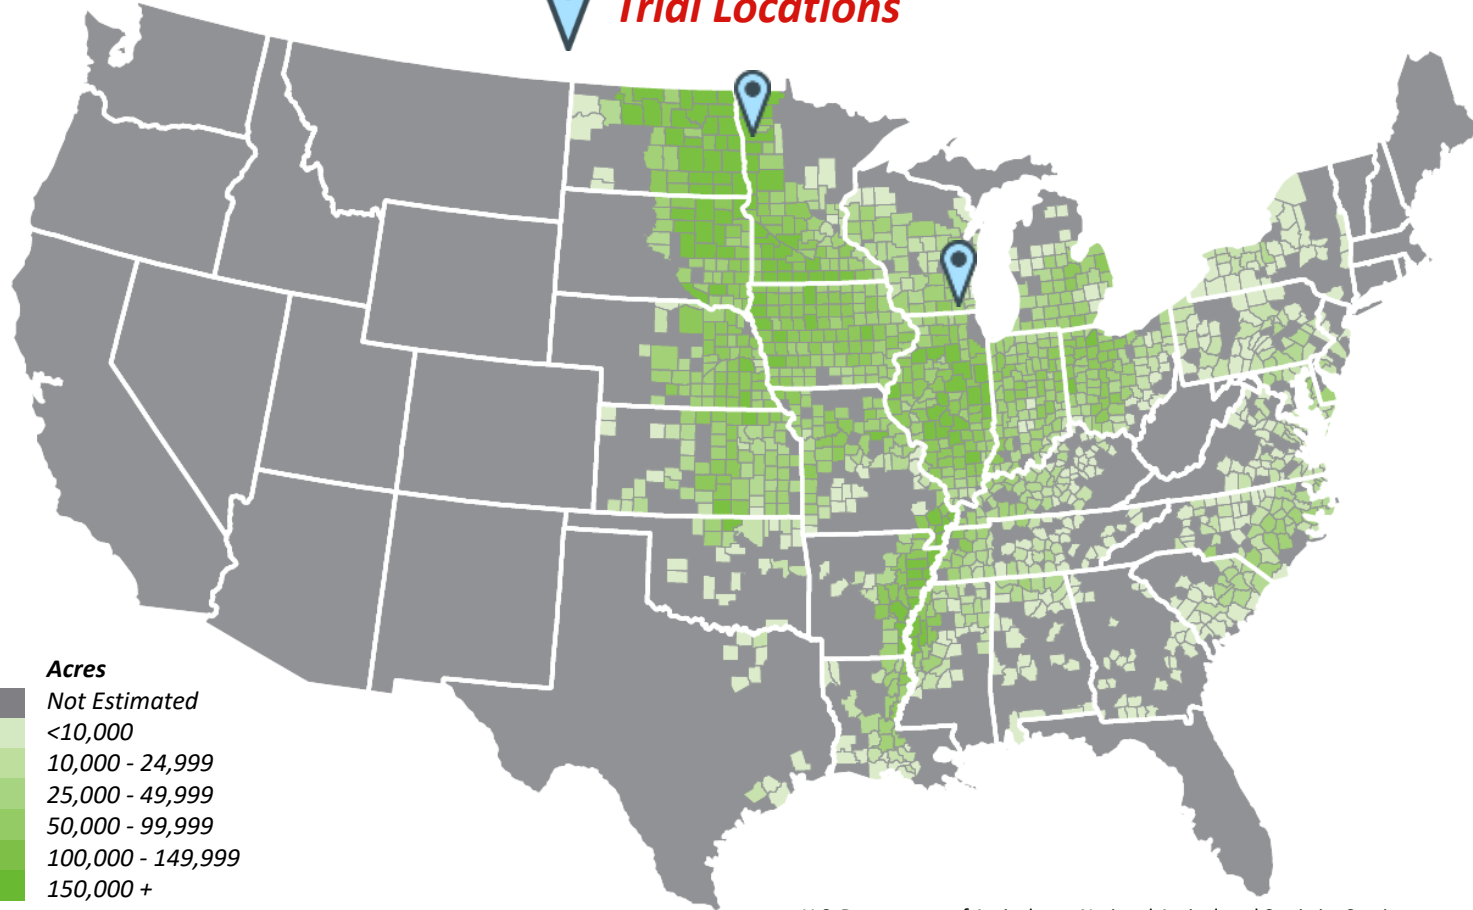 Trial Locations
Acres
Not Estimated
<10,000
10,000 - 24,999
25,000 - 49,999
50,000 - 99,999
100,000 - 149,999
150,000 +